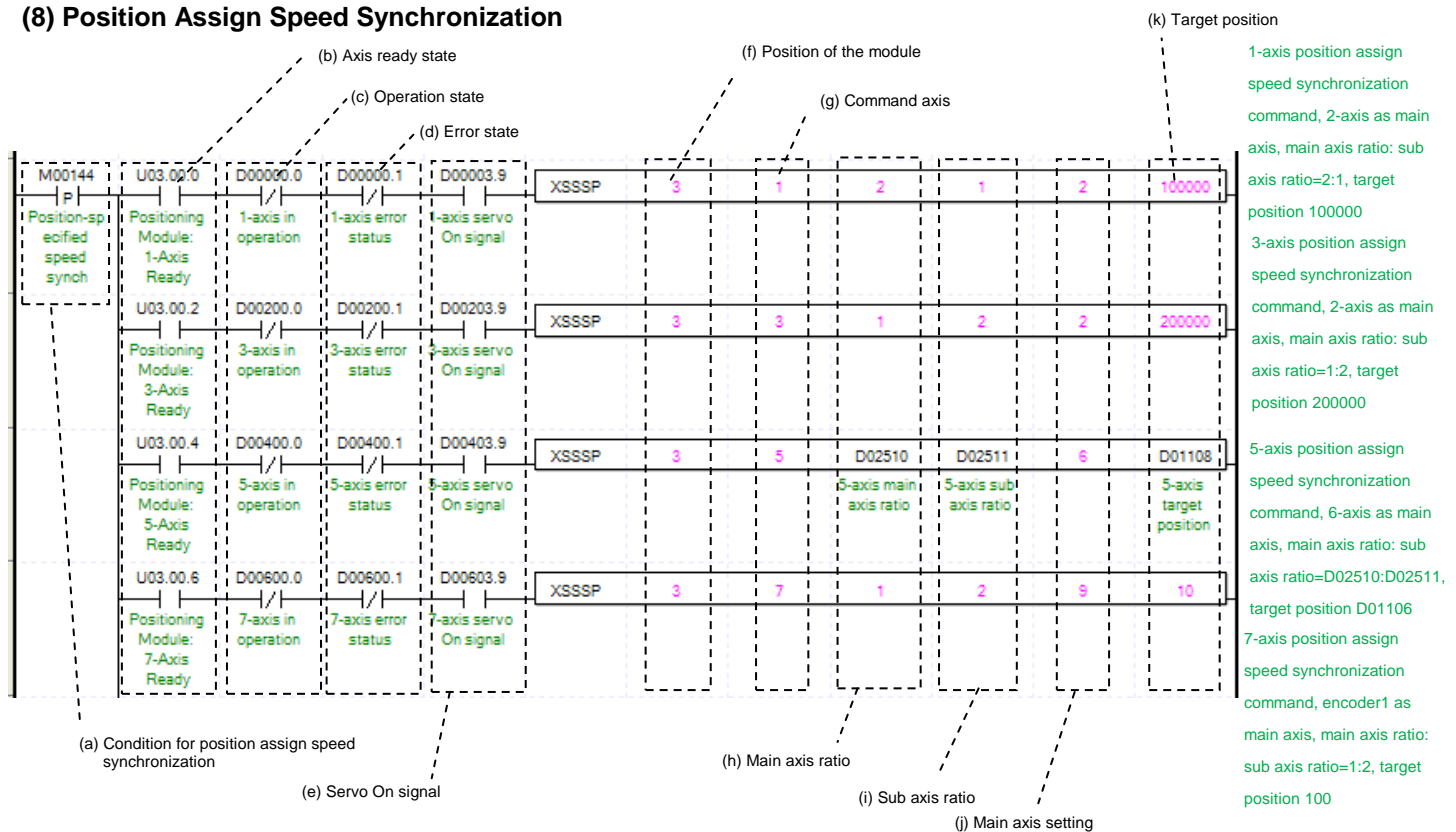 (8) Position Assign Speed Synchronization
(k) Target position
(b) Axis ready state
(f) Position of the module
(c) Operation state
(g) Command axis
(d) Error state
M00144 U03.00.0 D00000.0 D00000.1 D00003.9
P
XSSSP 3 1 2 1 2 100000
Position-sp
ecified
speed
synch
Positioning
Module:
1-Axis
Ready
1-axis in
operation
1-axis error
status
1-axis servo
On signal
U03.00.2 D00200.0 D00200.1 D00203.9
XSSSP 3 3 1 2 2 200000
Positioning
Module:
3-Axis
Ready
3-axis in
operation
3-axis error
status
3-axis servo
On signal
U03.00.4 D00400.0 D00400.1 D00403.9
XSSSP 3 5 D02510 D02511 6 D01108
Positioning
Module:
5-Axis
Ready
5-axis in
operation
5-axis error
status
5-axis servo
On signal
5-axis main
axis ratio
5-axis sub
axis ratio
5-axis
target
position
U03.00.6 D00600.0 D00600.1 D00603.9
XSSSP 3 7 1 2 9 10
Positioning
Module:
7-Axis
Ready
7-axis in
operation
7-axis error
status
7-axis servo
On signal
1-axis position assign
speed synchronization
command, 2-axis as main
axis, main axis ratio: sub
axis ratio=2:1, target
position 100000
3-axis position assign
speed synchronization
command, 2-axis as main
axis, main axis ratio: sub
axis ratio=1:2, target
position 200000
5-axis position assign
speed synchronization
command, 6-axis as main
axis, main axis ratio: sub
axis ratio=D02510:D02511,
target position D01106
7-axis position assign
speed synchronization
command, encoder1 as
main axis, main axis ratio:
sub axis ratio=1:2, target
position 100
(a) Condition for position assign speed
synchronization
(e) Servo On signal
(h) Main axis ratio
(i) Sub axis ratio
(j) Main axis setting